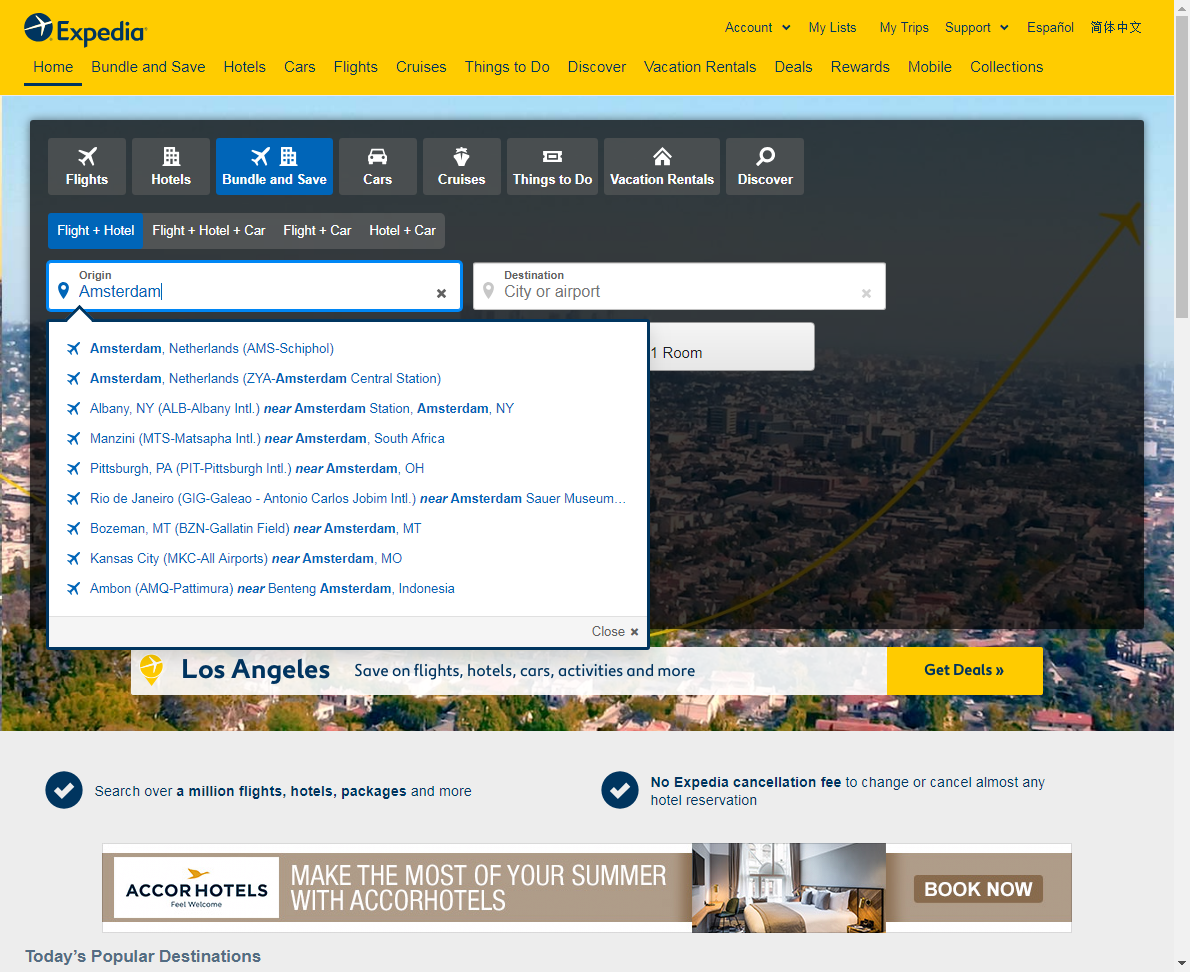 Expedia
Account My Lists My Trips Support Español 简体中文
Home Bundle and Save Hotels Cars Flights Cruises Things to Do Discover Vacation Rentals Deals Rewards Mobile Collections
Flights Hotels Bundle and Save Cars Cruises Things to Do Vacation Rentals Discover
Flight + Hotel Flight + Hotel + Car Flight + Car Hotel + Car
Origin
Amsterdam
Destination
City or airport
1 Room
Amsterdam, Netherlands (AMS-Schiphol)
Amsterdam, Netherlands (ZYA-Amsterdam Central Station)
Albany, NY (ALB-Albany Intl.) near Amsterdam Station, Amsterdam, NY
Manzini (MTS-Matsapha Intl.) near Amsterdam, South Africa
Pittsburgh, PA (PIT-Pittsburgh Intl.) near Amsterdam, OH
Rio de Janeiro (GIG-Galeao - Antonio Carlos Jobim Intl.) near Amsterdam Sauer Museum...
Bozeman, MT (BZN-Gallatin Field) near Amsterdam, MT
Kansas City (MKC-All Airports) near Amsterdam, MO
Ambon (AMQ-Pattimura) near Benteng Amsterdam, Indonesia
Close ×
Los Angeles Save on flights, hotels, cars, activities and more Get Deals »
Search over a million flights, hotels, packages and more
No Expedia cancellation fee to change or cancel almost any
hotel reservation
ACCORHOTELS
Feel Welcome
MAKE THE MOST OF YOUR SUMMER
WITH ACCORHOTELS
BOOK NOW
Today's Popular Destinations